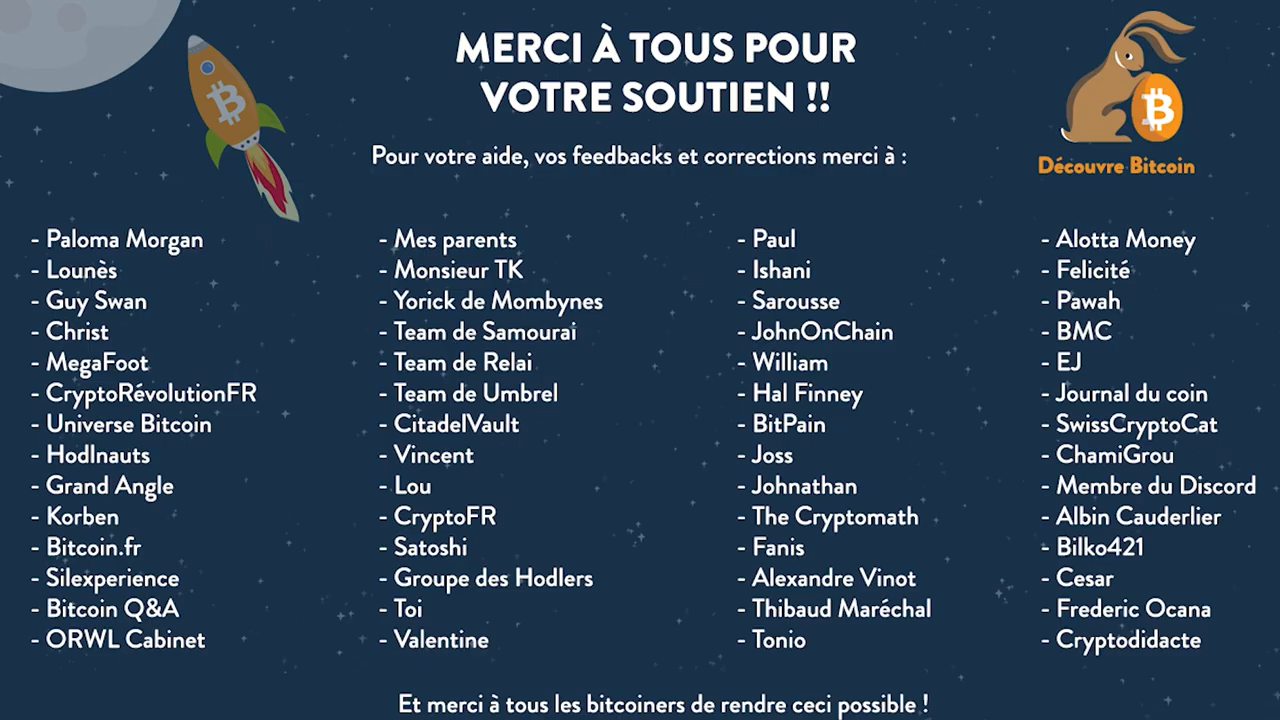 MERCI À TOUS POUR
VOTRE SOUTIEN !!
Pour votre aide, vos feedbacks et corrections merci à :
Découvre Bitcoin
- Paloma Morgan
- Lounès
- Guy Swan
- Christ
- MegaFoot
- CryptoRévolutionFR
- Universe Bitcoin
- Hodlnauts
- Grand Angle
- Korben
- Bitcoin.fr
- Silexperience
- Bitcoin Q&A
- ORWL Cabinet
- Mes parents
- Monsieur TK
- Yorick de Mombynes
- Team de Samourai
- Team de Relai
- Team de Umbrel
- CitadelVault
- Vincent
- Lou
- CryptoFR
- Satoshi
- Groupe des Hodlers
- Toi
- Valentine
- Paul
- Ishani
- Sarousse
- JohnOnChain
- William
- Hal Finney
- BitPain
- Joss
- Johnathan
- The Cryptomath
- Fanis
- Alexandre Vinot
- Thibaud Maréchal
- Tonio
- Alotta Money
- Felicité
- Pawah
- BMC
- EJ
- Journal du coin
- SwissCryptoCat
- ChamiGrou
- Membre du Discord
- Albin Cauderlier
- Bilko421
- Cesar
- Frederic Ocana
- Cryptodidacte
Et merci à tous les bitcoiners de rendre ceci possible !